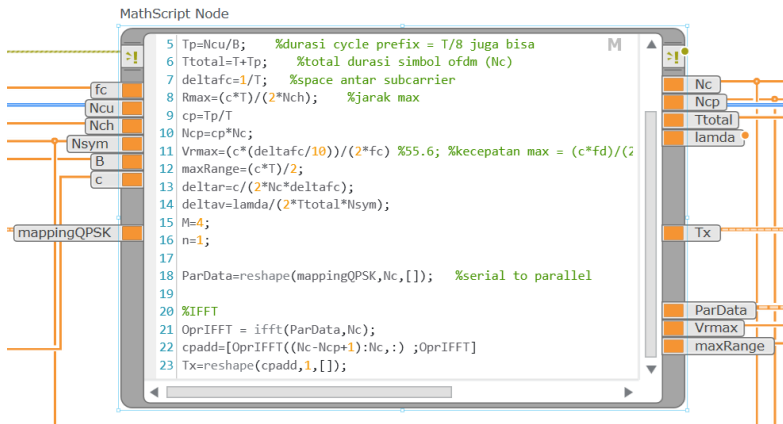 MathScript Node
M
5 Tp=Ncu/B; %durasi cycle prefix = T/8 juga bisa
6 Ttotal=T+Tp; %total durasi simbol ofdm (Nc)
7 deltafc=1/T; %space antar subcarrier
8 Rmax=(c*T)/(2*Nch); %jarak max
9 cp=Tp/T
10 Ncp=cp*Nc;
11 Vrmax=(c*(deltafc/10))/(2*fc) %55.6; %kecepatan max = (c*fd)/(2
12 maxRange=(c*T)/2;
13 deltar=c/(2*Nc*deltafc);
14 deltav=lamda/(2*Ttotal*Nsym);
15 M=4;
16 n=1;
17
18 ParData=reshape(mappingQPSK,Nc,[]); %serial to parallel
19
20 %IFFT
21 OprIFFT = ifft(ParData,Nc);
22 cpadd=[OprIFFT((Nc-Ncp+1):Nc,:) ;OprIFFT]
23 Tx=reshape(cpadd,1,[]);
fc
Ncu
Nch
Nsym
B
c
mappingQPSK
Nc
Ncp
Ttotal
lamda
Tx
ParData
Vrmax
maxRange